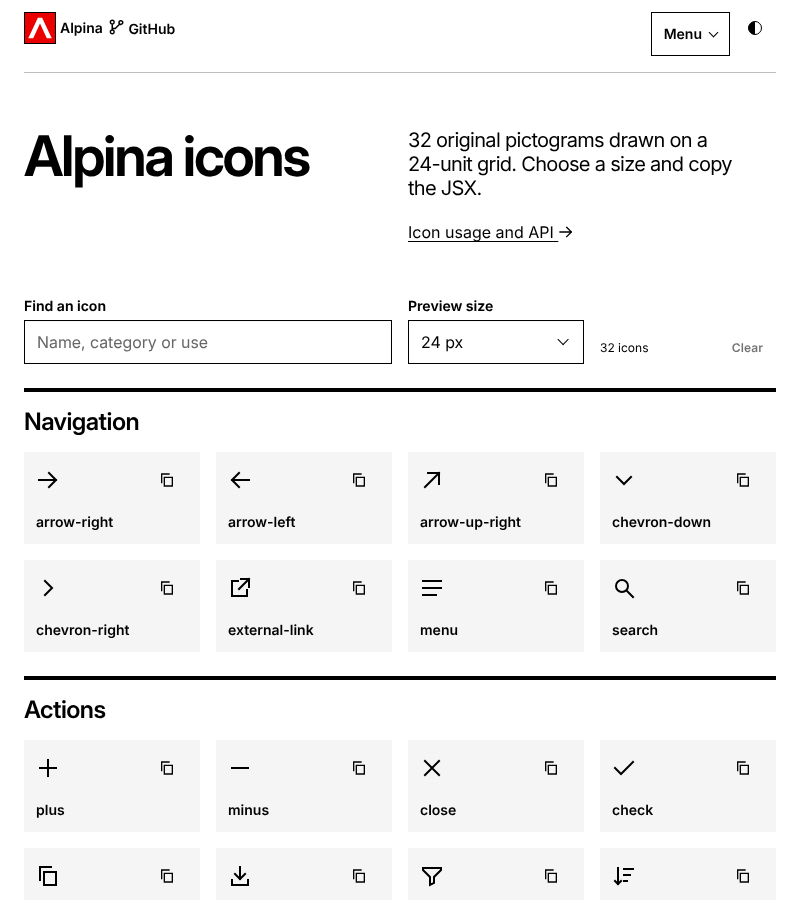 Alpina GitHub Menu
Alpina icons
32 original pictograms drawn on a
24-unit grid. Choose a size and copy
the JSX.
Icon usage and API
Find an icon
Preview size
Name, category or use
24 px
32 icons
Clear
Navigation
arrow-right
arrow-left
arrow-up-right
chevron-down
chevron-right
external-link
menu
search
Actions
plus
minus
close
check